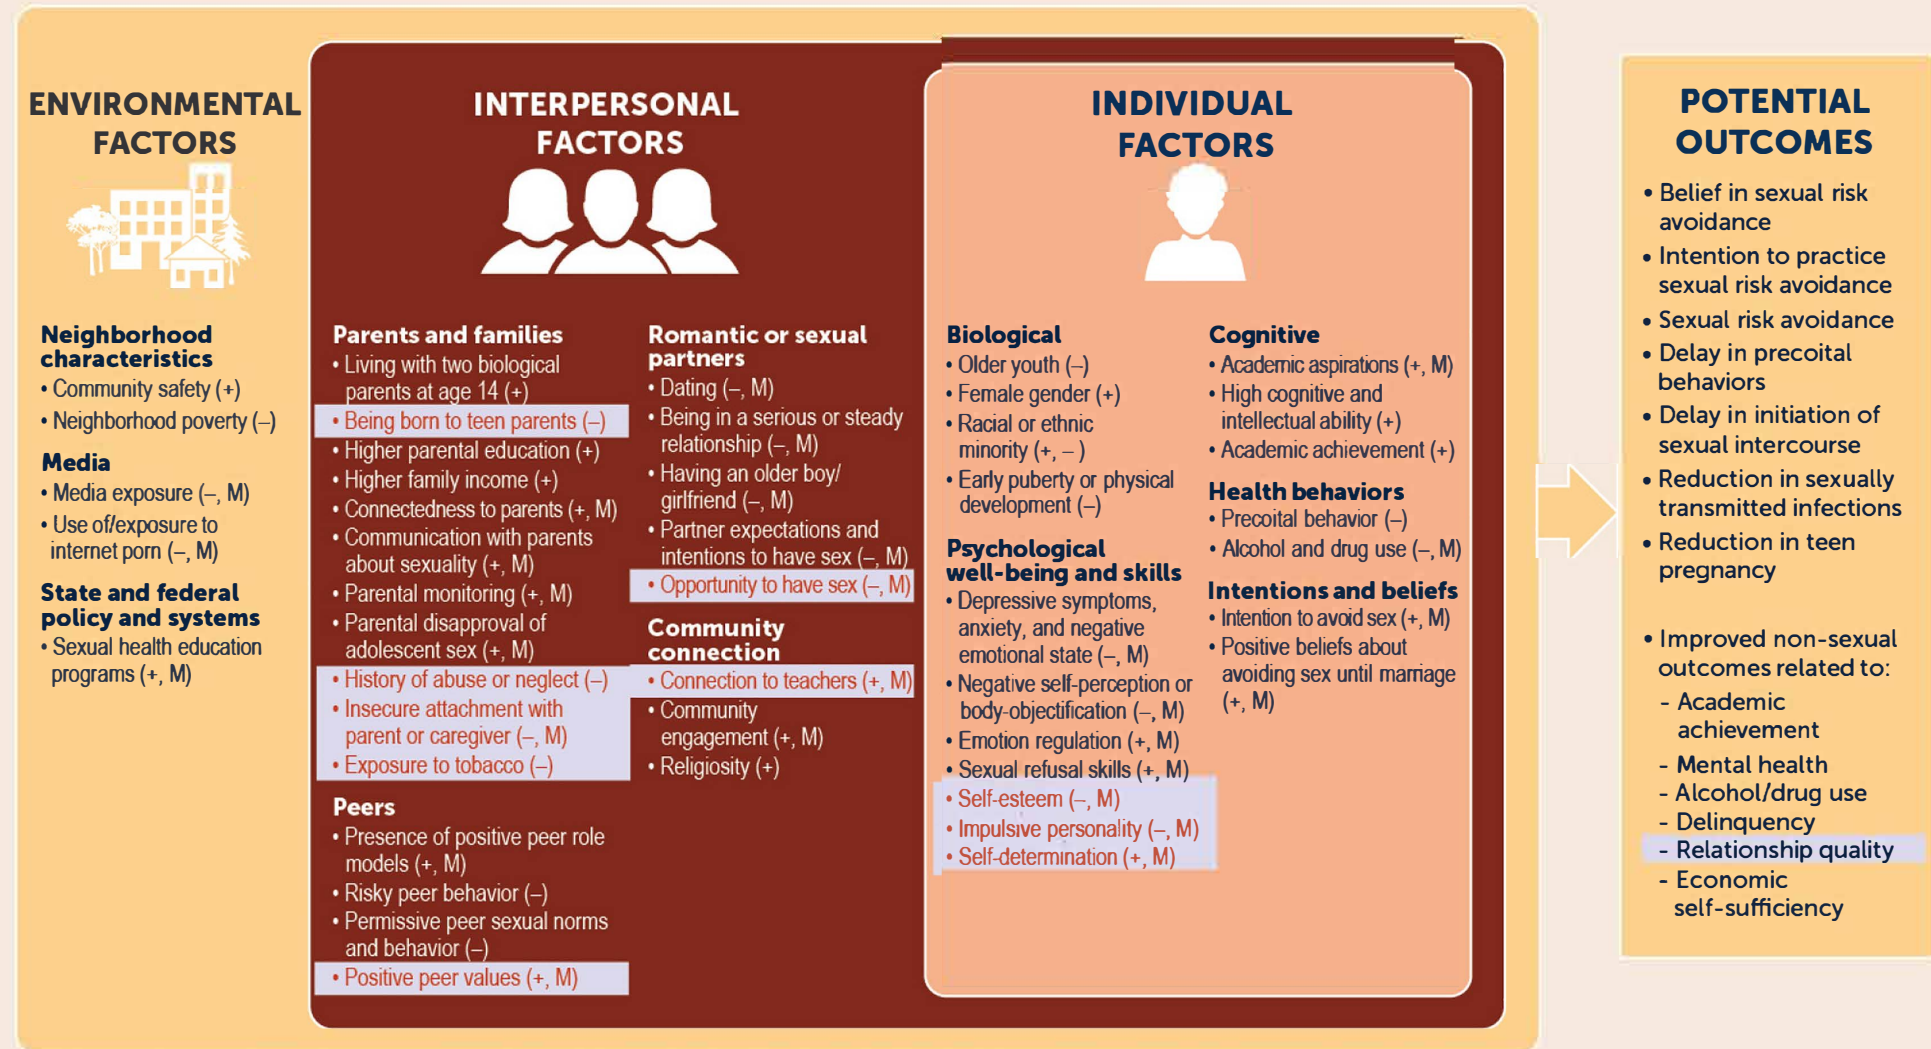 ENVIRONMENTAL
FACTORS
Neighborhood
characteristics
• Community safety (+)
• Neighborhood poverty (–)
Media
• Media exposure (–, M)
• Use of/exposure to
internet porn (–, M)
State and federal
policy and systems
• Sexual health education
programs (+, M)
INTERPERSONAL
FACTORS
Parents and families
• Living with two biological
parents at age 14 (+)
• Being born to teen parents (–)
• Higher parental education (+)
• Higher family income (+)
• Connectedness to parents (+, M)
• Communication with parents
about sexuality (+, M)
• Parental monitoring (+, M)
• Parental disapproval of
adolescent sex (+, M)
• History of abuse or neglect (–)
• Insecure attachment with
parent or caregiver (–, M)
• Exposure to tobacco (–)
Peers
• Presence of positive peer role
models (+, M)
• Risky peer behavior (–)
• Permissive peer sexual norms
and behavior (–)
• Positive peer values (+, M)
Romantic or sexual
partners
• Dating (–, M)
• Being in a serious or steady
relationship (–, M)
• Having an older boy/
girlfriend (–, M)
• Partner expectations and
intentions to have sex (–, M)
• Opportunity to have sex (–, M)
Community
connection
• Connection to teachers (+, M)
• Community
engagement (+, M)
• Religiosity (+)
INDIVIDUAL
FACTORS
Biological
• Older youth (–)
• Female gender (+)
• Racial or ethnic
minority (+, – )
• Early puberty or physical
development (–)
Psychological
well-being and skills
• Depressive symptoms,
anxiety, and negative
emotional state (–, M)
• Negative self-perception or
body-objectification (–, M)
• Emotion regulation (+, M)
• Sexual refusal skills (+, M)
• Self-esteem (–, M)
• Impulsive personality (–, M)
• Self-determination (+, M)
Cognitive
• Academic aspirations (+, M)
• High cognitive and
intellectual ability (+)
• Academic achievement (+)
Health behaviors
• Precoital behavior (–)
• Alcohol and drug use (–, M)
Intentions and beliefs
• Intention to avoid sex (+, M)
• Positive beliefs about
avoiding sex until marriage
(+, M)
POTENTIAL
OUTCOMES
• Belief in sexual risk
avoidance
• Intention to practice
sexual risk avoidance
• Sexual risk avoidance
• Delay in precoital
behaviors
• Delay in initiation of
sexual intercourse
• Reduction in sexually
transmitted infections
• Reduction in teen
pregnancy
• Improved non-sexual
outcomes related to:
- Academic
achievement
- Mental health
- Alcohol/drug use
- Delinquency
- Relationship quality
- Economic
self-sufficiency